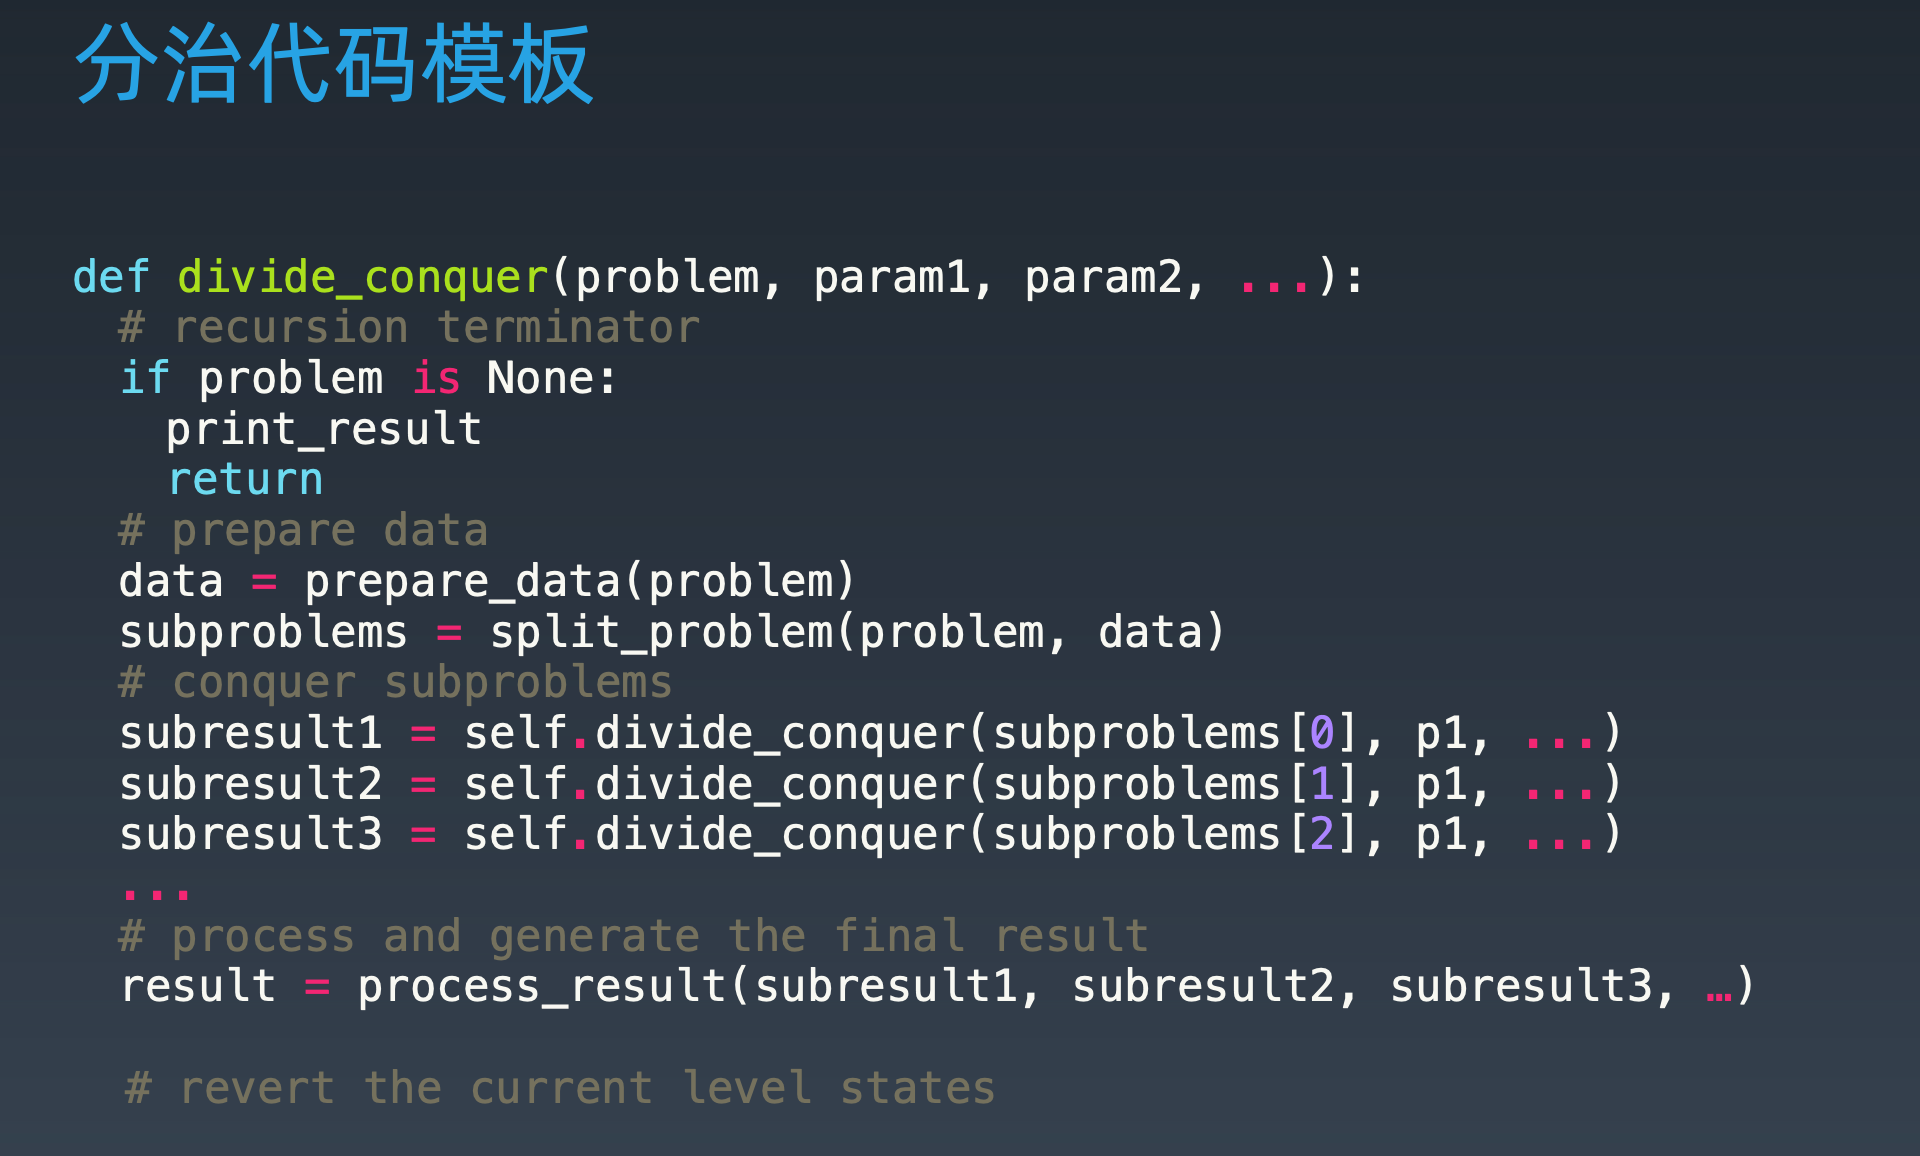 分治代码模板
def divide_conquer(problem, param1, param2, ...):
  # recursion terminator
  if problem is None:
    print_result
    return
  # prepare data
  data = prepare_data(problem)
  subproblems = split_problem(problem, data)
  # conquer subproblems
  subresult1 = self.divide_conquer(subproblems[0], p1, ...)
  subresult2 = self.divide_conquer(subproblems[1], p1, ...)
  subresult3 = self.divide_conquer(subproblems[2], p1, ...)
  ...
  # process and generate the final result
  result = process_result(subresult1, subresult2, subresult3, …)
  # revert the current level states